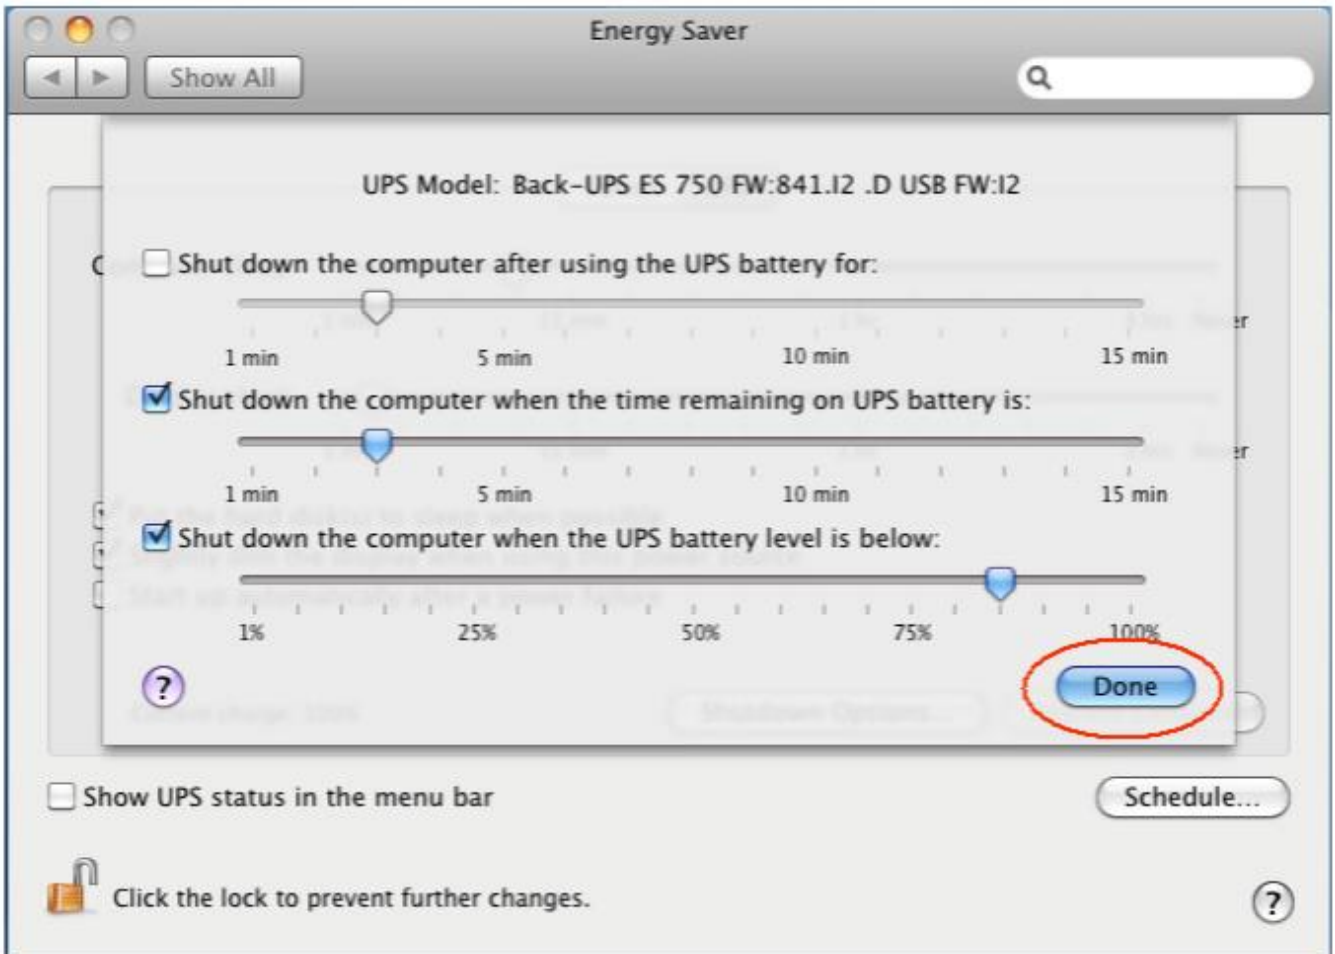 Energy Saver
Show All
UPS Model: Back-UPS ES 750 FW:841.I2 .D USB FW:I2
Shut down the computer after using the UPS battery for:
1 min 5 min 10 min 15 min
Shut down the computer when the time remaining on UPS battery is:
1 min 5 min 10 min 15 min
Shut down the computer when the UPS battery level is below:
1% 25% 50% 75% 100%
? Done
Show UPS status in the menu bar
Schedule...
Click the lock to prevent further changes.
?